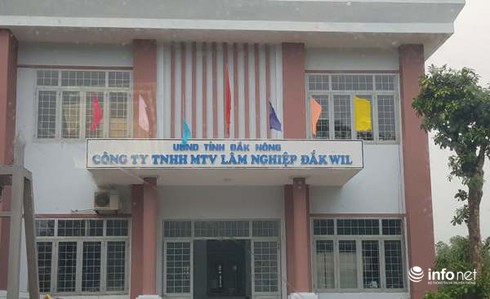 UBND TỈNH ĐẮK NÔNG
CÔNG TY TNHH MTV LÂM NGHIỆP ĐẮK WIL
infonet